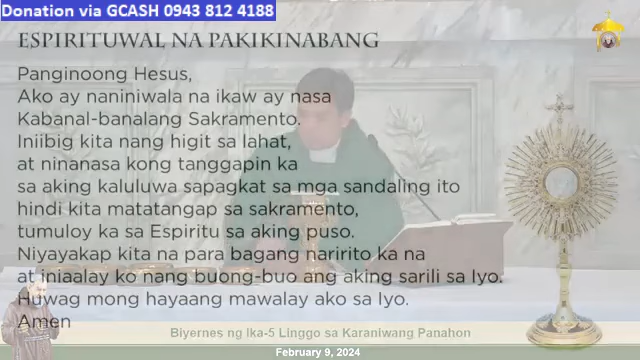 Donation via GCASH 0943 812 4188
ESPIRITUWAL NA PAKIKINABANG
Panginoong Hesus,
Ako ay naniniwala na ikaw ay nasa
Kabanal-banalang Sakramento.
Iniibig kita nang higit sa lahat,
at ninanasa kong tanggapin ka
sa aking kaluluwa sapagkat sa mga sandaling ito
hindi kita matatangap sa sakramento,
tumuloy ka sa Espiritu sa aking puso.
Niyayakap kita na para bagang naririto ka na
at iniaalay ko nang buong-buo ang aking sarili sa Iyo.
Huwag mong hayaang mawalay ako sa Iyo.
Amen
Biyernes ng Ika-5 Linggo sa Karaniwang Panahon
February 9, 2024